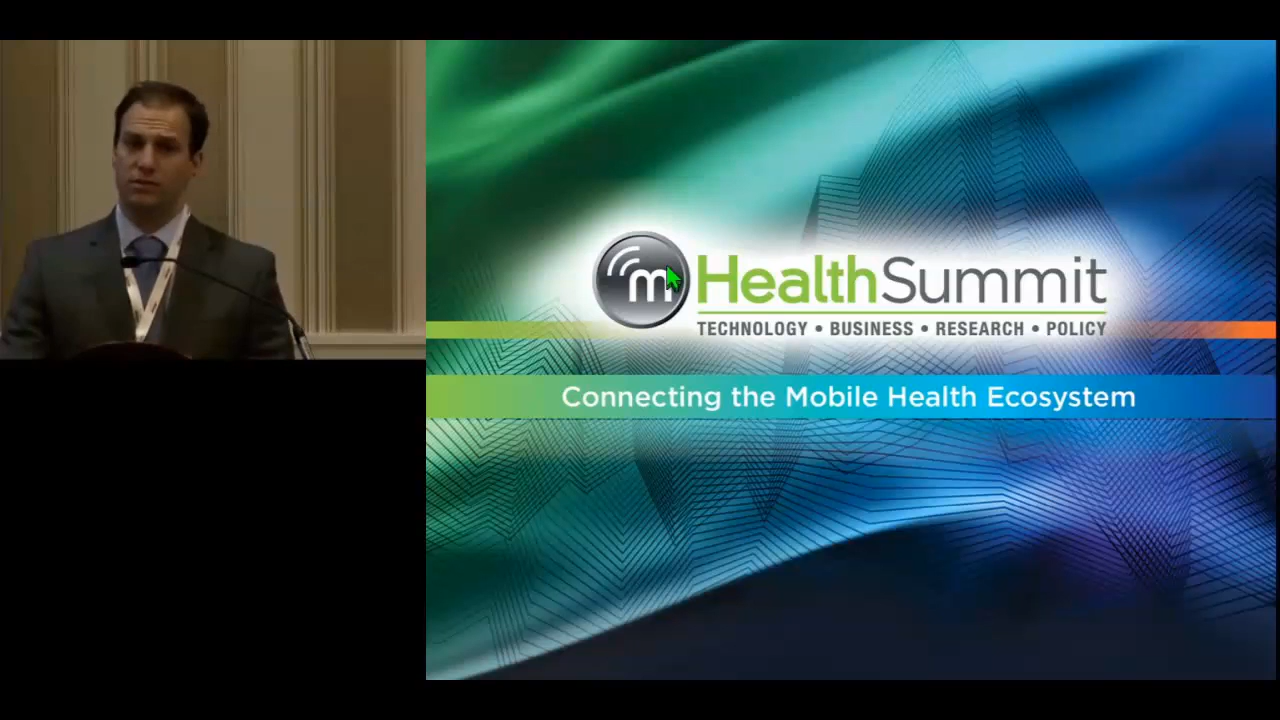 mHealthSummit
TECHNOLOGY • BUSINESS • RESEARCH • POLICY
Connecting the Mobile Health Ecosystem